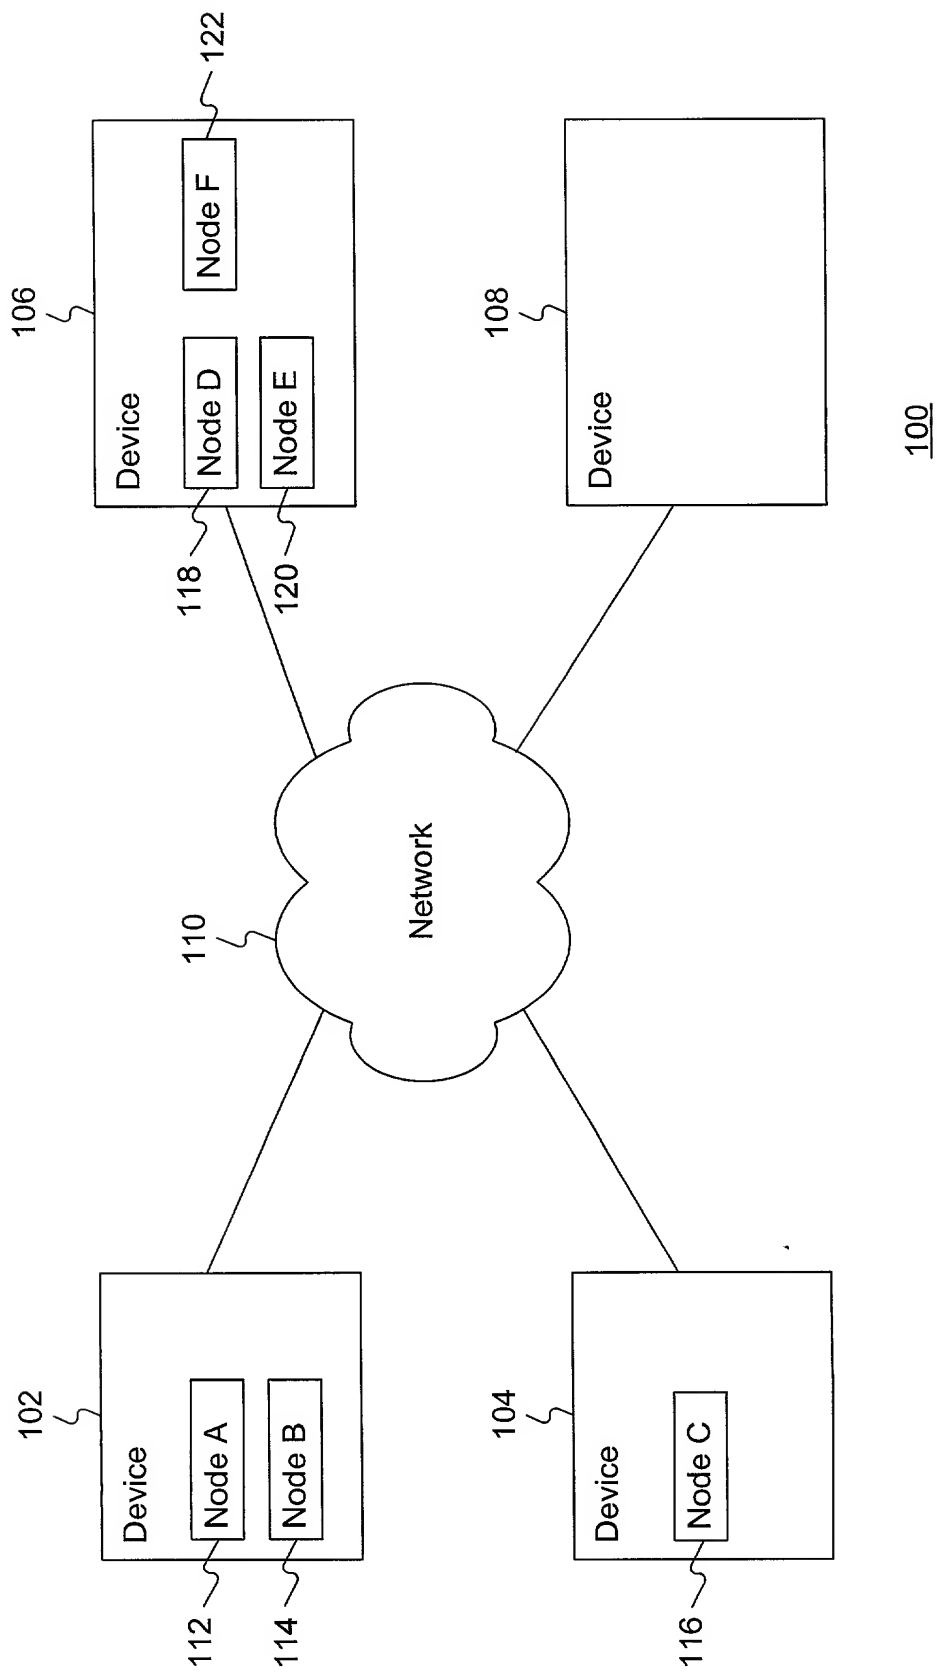 102
Device
Node A
112
Node B
114
104
Device
Node C
116
110
Network
106
Device
Node D
118
Node E
120
Node F
122
108
Device
100